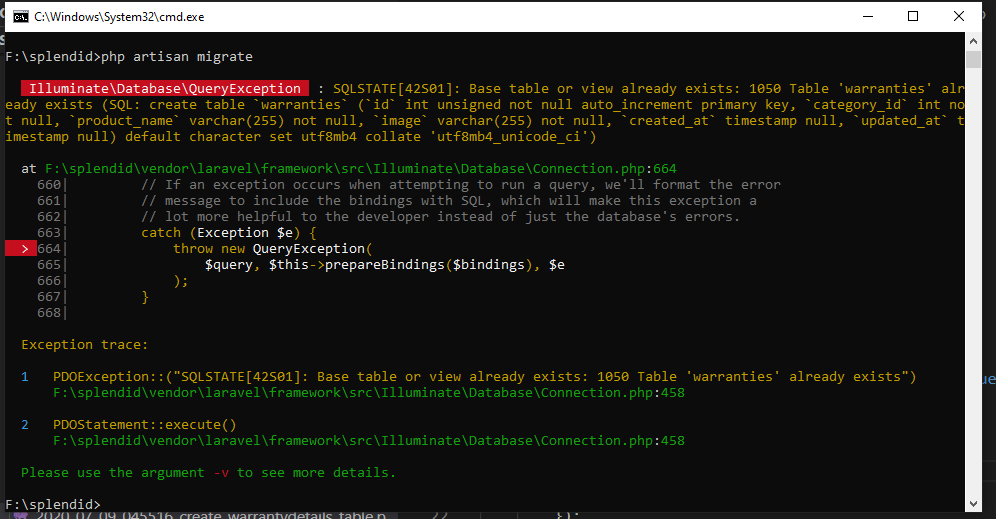 C:\Windows\System32\cmd.exe
F:\splendid>php artisan migrate
Illuminate\Database\QueryException : SQLSTATE[42S01]: Base table or view already exists: 1050 Table 'warranties' alr
eady exists (SQL: create table `warranties` (`id` int unsigned not null auto_increment primary key, `category_id` int no
t null, `product_name` varchar(255) not null, `image` varchar(255) not null, `created_at` timestamp null, `updated_at` t
imestamp null) default character set utf8mb4 collate 'utf8mb4_unicode_ci')
at F:\splendid\vendor\laravel\framework\src\Illuminate\Database\Connection.php:664
660| // If an exception occurs when attempting to run a query, we'll format the error
661| // message to include the bindings with SQL, which will make this exception a
662| // lot more helpful to the developer instead of just the database's errors.
663| catch (Exception $e) {
> 664| throw new QueryException(
665| $query, $this->prepareBindings($bindings), $e
666| );
667| }
668|
Exception trace:
1 PDOException::("SQLSTATE[42S01]: Base table or view already exists: 1050 Table 'warranties' already exists")
F:\splendid\vendor\laravel\framework\src\Illuminate\Database\Connection.php:458
2 PDOStatement::execute()
F:\splendid\vendor\laravel\framework\src\Illuminate\Database\Connection.php:458
Please use the argument -v to see more details.
F:\splendid>
2020_07_09_045516_create_warrantydetails_table.p 22 });